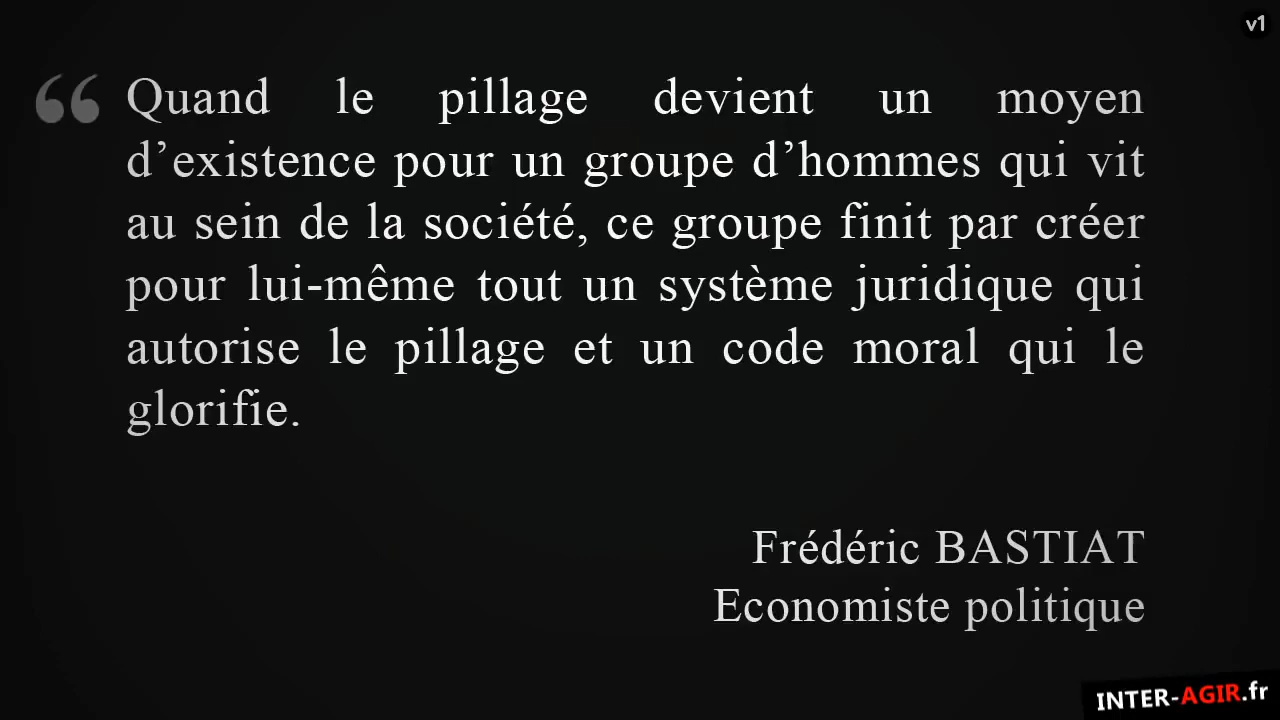 v1
“Quand le pillage devient un moyen
d’existence pour un groupe d’hommes qui vit
au sein de la société, ce groupe finit par créer
pour lui-même tout un système juridique qui
autorise le pillage et un code moral qui le
glorifie.
Frédéric BASTIAT
Economiste politique
INTER-AGIR.fr